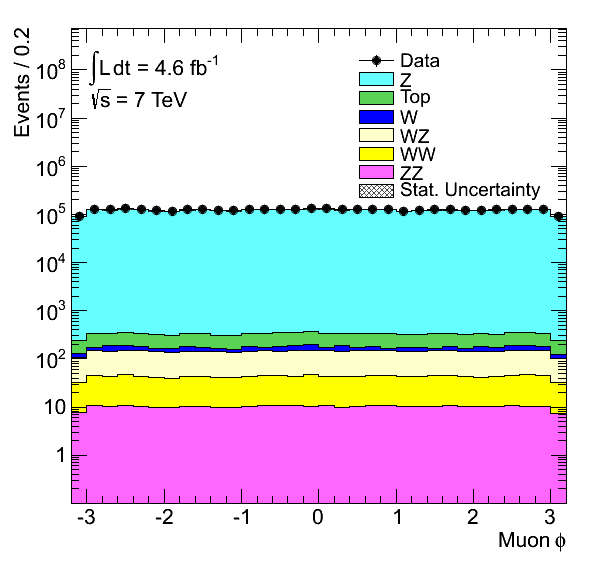 Events / 0.2
∫L dt = 4.6 fb⁻¹
√s = 7 TeV
Data
Z
Top
W
WZ
WW
ZZ
Stat. Uncertainty
10⁸
10⁷
10⁶
10⁵
10⁴
10³
10²
10
1
-3 -2 -1 0 1 2 3
Muon ϕ